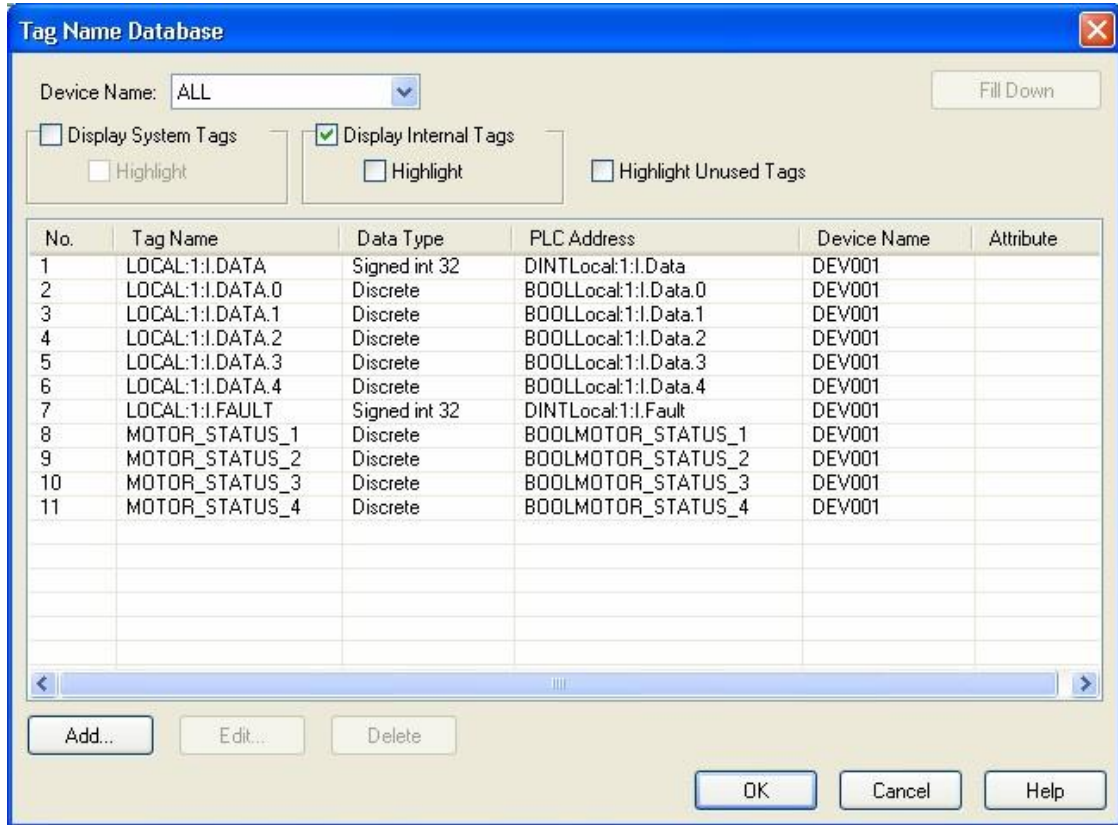 Tag Name Database
Device Name: ALL Fill Down
Display System Tags Display Internal Tags
Highlight Highlight Highlight Unused Tags
No. Tag Name Data Type PLC Address Device Name Attribute
1 LOCAL:1:I.DATA Signed int 32 DINTLocal:1:I.Data DEV001
2 LOCAL:1:I.DATA.0 Discrete BOOLLocal:1:I.Data.0 DEV001
3 LOCAL:1:I.DATA.1 Discrete BOOLLocal:1:I.Data.1 DEV001
4 LOCAL:1:I.DATA.2 Discrete BOOLLocal:1:I.Data.2 DEV001
5 LOCAL:1:I.DATA.3 Discrete BOOLLocal:1:I.Data.3 DEV001
6 LOCAL:1:I.DATA.4 Discrete BOOLLocal:1:I.Data.4 DEV001
7 LOCAL:1:I.FAULT Signed int 32 DINTLocal:1:I.Fault DEV001
8 MOTOR_STATUS_1 Discrete BOOLMOTOR_STATUS_1 DEV001
9 MOTOR_STATUS_2 Discrete BOOLMOTOR_STATUS_2 DEV001
10 MOTOR_STATUS_3 Discrete BOOLMOTOR_STATUS_3 DEV001
11 MOTOR_STATUS_4 Discrete BOOLMOTOR_STATUS_4 DEV001
Add... Edit... Delete
OK Cancel Help